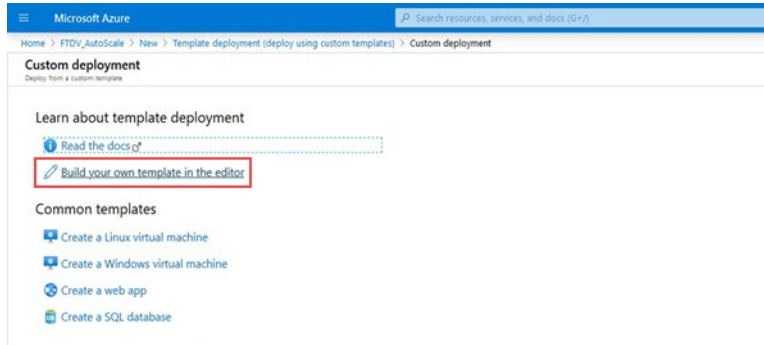 Microsoft Azure
Search resources, services, and docs (G+/)
Home > FTDV_AutoScale > New > Template deployment (deploy using custom templates) > Custom deployment
Custom deployment
Deploy from a custom template
Learn about template deployment
Read the docs
Build your own template in the editor
Common templates
Create a Linux virtual machine
Create a Windows virtual machine
Create a web app
Create a SQL database